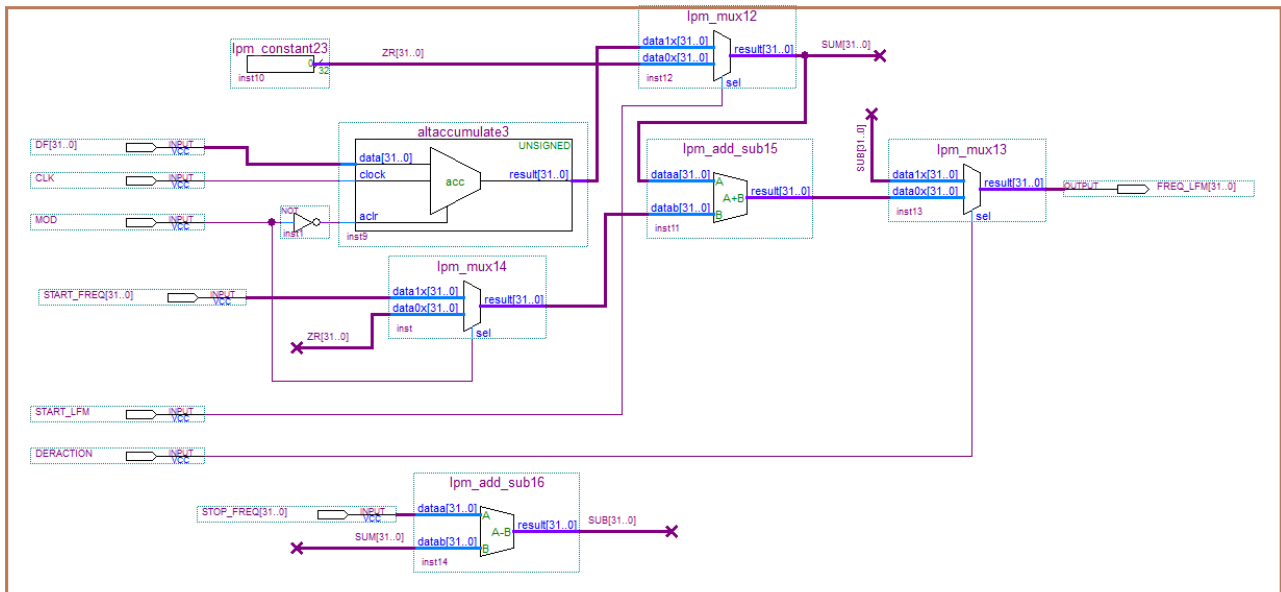 lpm_mux12
lpm_constant23
ZR[31..0]
data1x[31..0]
data0x[31..0]
result[31..0]
SUM[31..0]
0
32
inst10
inst12
sel
altaccumulate3
UNSIGNED
DF[31..0]
INPUT
VCC
data[31..0]
CLK
INPUT
VCC
clock
acc
result[31..0]
MOD
INPUT
VCC
NOT
inst1
aclr
inst9
lpm_add_sub15
dataa[31..0]
A
A+B
result[31..0]
datab[31..0]
B
inst11
SUB[31..0]
lpm_mux13
data1x[31..0]
data0x[31..0]
result[31..0]
inst13
sel
OUTPUT
FREQ_LFM[31..0]
lpm_mux14
START_FREQ[31..0]
INPUT
VCC
data1x[31..0]
data0x[31..0]
result[31..0]
inst
sel
ZR[31..0]
START_LFM
INPUT
VCC
DERACTION
INPUT
VCC
lpm_add_sub16
STOP_FREQ[31..0]
INPUT
VCC
dataa[31..0]
A
A-B
result[31..0]
SUB[31..0]
SUM[31..0]
datab[31..0]
B
inst14